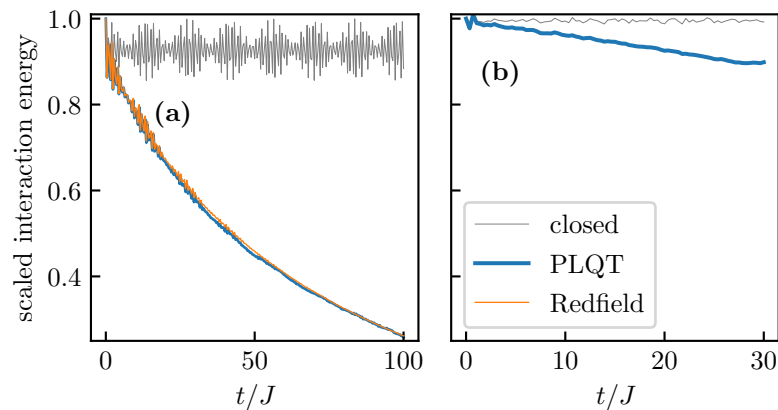 scaled interaction energy
1.0
0.8
0.6
0.4
(a)
0
50
100
t/J
(b)
closed
PLQT
Redfield
0
10
20
30
t/J